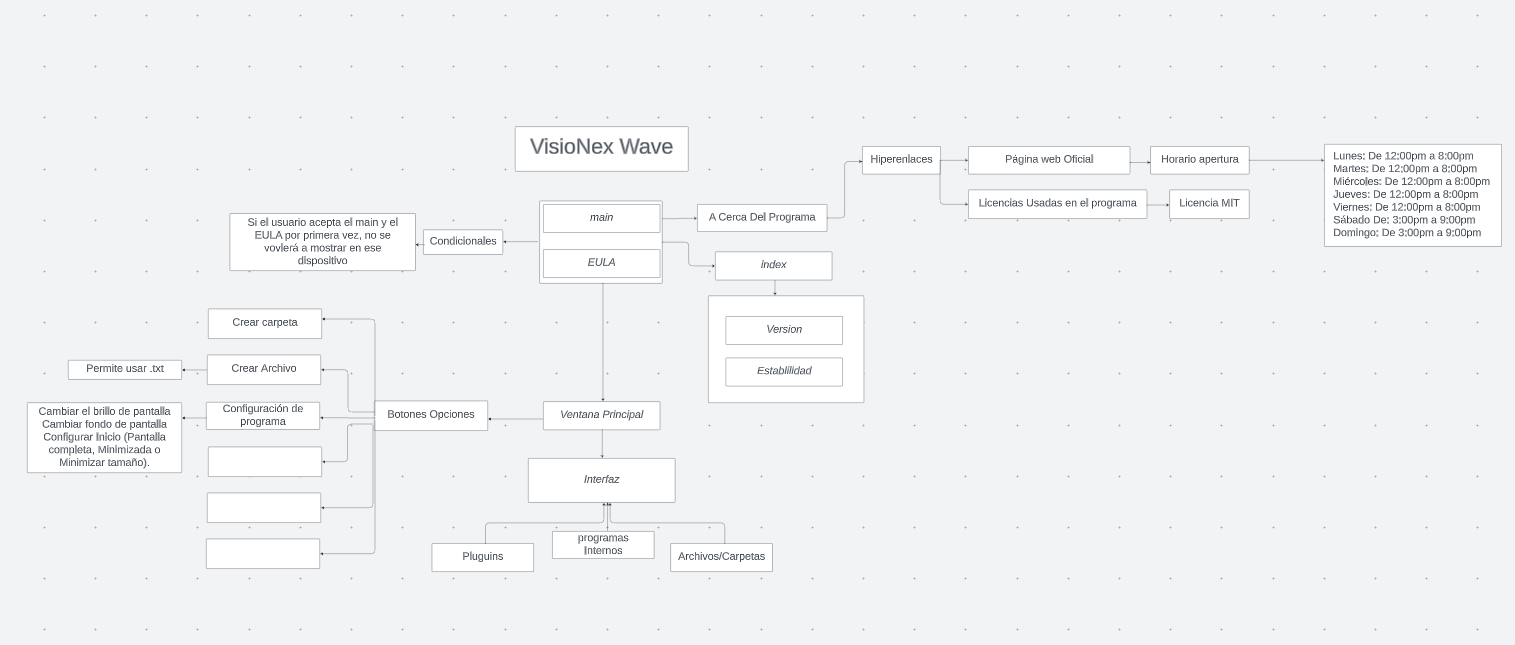 VisioNex Wave
Hiperenlaces
Página web Oficial
Horario apertura
Lunes: De 12:00pm a 8:00pm
Martes: De 12:00pm a 8:00pm
Miércoles: De 12:00pm a 8:00pm
Jueves: De 12:00pm a 8:00pm
Viernes: De 12:00pm a 8:00pm
Sábado De: 3:00pm a 9:00pm
Domingo: De 3:00pm a 9:00pm
Licencias Usadas en el programa
Licencia MIT
main
A Cerca Del Programa
Si el usuario acepta el main y el
EULA por primera vez, no se
vovlerá a mostrar en ese
dispositivo
Condicionales
EULA
index
Version
Establilidad
Crear carpeta
Permite usar .txt
Crear Archivo
Cambiar el brillo de pantalla
Cambiar fondo de pantalla
Configurar Inicio (Pantalla
completa, Minimizada o
Minimizar tamaño).
Configuración de
programa
Botones Opciones
Ventana Principal
Interfaz
Pluguins
programas
Internos
Archivos/Carpetas